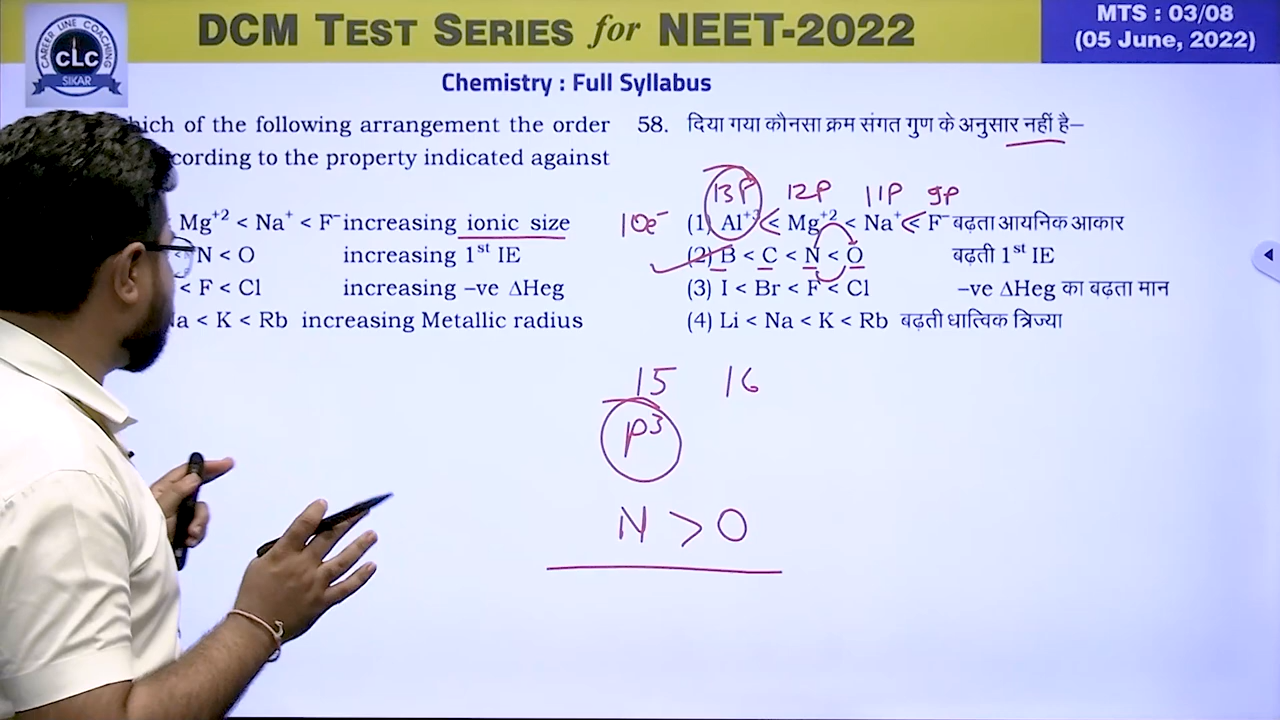 CAREER LINE COACHING
CLC
SIKAR
DCM TEST SERIES for NEET-2022
MTS : 03/08
(05 June, 2022)
Chemistry : Full Syllabus
of the following arrangement the order
to the property indicated against
Mg⁺² < Na⁺ < F⁻ increasing ionic size
N < O increasing 1ˢᵗ IE
< F < Cl increasing –ve ΔHeg
< K < Rb increasing Metallic radius
58. दिया गया कौनसा क्रम संगत गुण के अनुसार नहीं है–
13P 12P 11P 9P
10e⁻
(1) Al⁺³ < Mg⁺² < Na⁺ < F⁻ बढ़ता आयनिक आकार
(2) B < C < N < O बढ़ती 1ˢᵗ IE
(3) I < Br < F < Cl –ve ΔHeg का बढ़ता मान
(4) Li < Na < K < Rb बढ़ती धात्विक त्रिज्या
15 16
P³
N > O